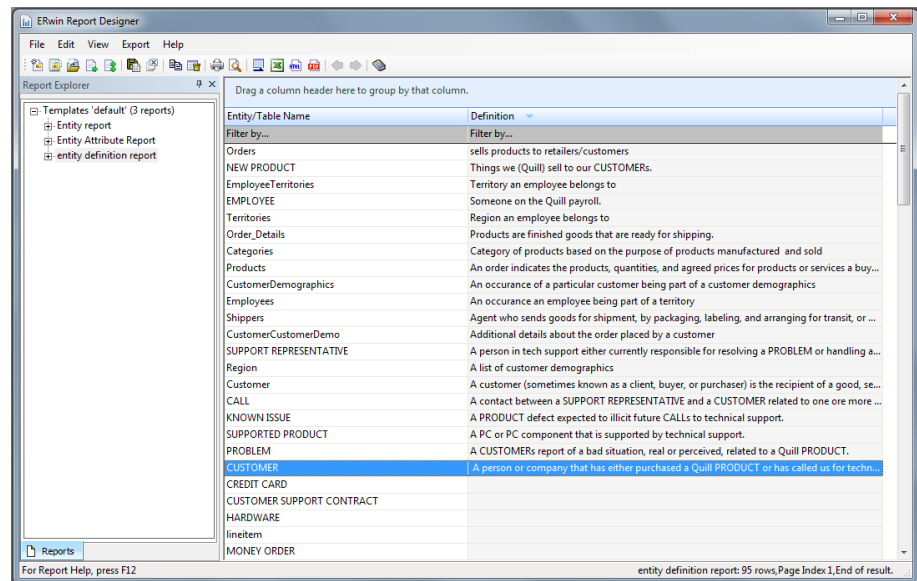 ERwin Report Designer
File Edit View Export Help
Report Explorer
Drag a column header here to group by that column.
Templates 'default' (3 reports)
Entity report
Entity Attribute Report
entity definition report
Entity/Table Name Definition
Filter by... Filter by...
Orders sells products to retailers/customers
NEW PRODUCT Things we (Quill) sell to our CUSTOMERs.
EmployeeTerritories Territory an employee belongs to
EMPLOYEE Someone on the Quill payroll.
Territories Region an employee belongs to
Order_Details Products are finished goods that are ready for shipping.
Categories Category of products based on the purpose of products manufactured and sold
Products An order indicates the products, quantities, and agreed prices for products or services a buy...
CustomerDemographics An occurance of a particular customer being part of a customer demographics
Employees An occurance an employee being part of a territory
Shippers Agent who sends goods for shipment, by packaging, labeling, and arranging for transit, or ...
CustomerCustomerDemo Additional details about the order placed by a customer
SUPPORT REPRESENTATIVE A person in tech support either currently responsible for resolving a PROBLEM or handling a...
Region A list of customer demographics
Customer A customer (sometimes known as a client, buyer, or purchaser) is the recipient of a good, se...
CALL A contact between a SUPPORT REPRESENTATIVE and a CUSTOMER related to one ore more ...
KNOWN ISSUE A PRODUCT defect expected to illicit future CALLs to technical support.
SUPPORTED PRODUCT A PC or PC component that is supported by technical support.
PROBLEM A CUSTOMERs report of a bad situation, real or perceived, related to a Quill PRODUCT.
CUSTOMER A person or company that has either purchased a Quill PRODUCT or has called us for techn...
CREDIT CARD
CUSTOMER SUPPORT CONTRACT
HARDWARE
lineitem
MONEY ORDER
Reports
For Report Help, press F12 entity definition report: 95 rows,Page Index 1,End of result.